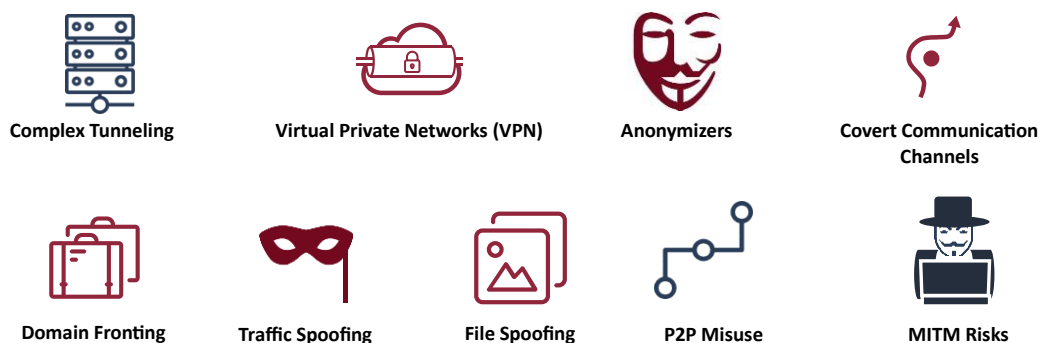 Complex Tunneling
Virtual Private Networks (VPN)
Anonymizers
Covert Communication
Channels
Domain Fronting
Traffic Spoofing
File Spoofing
P2P Misuse
MITM Risks